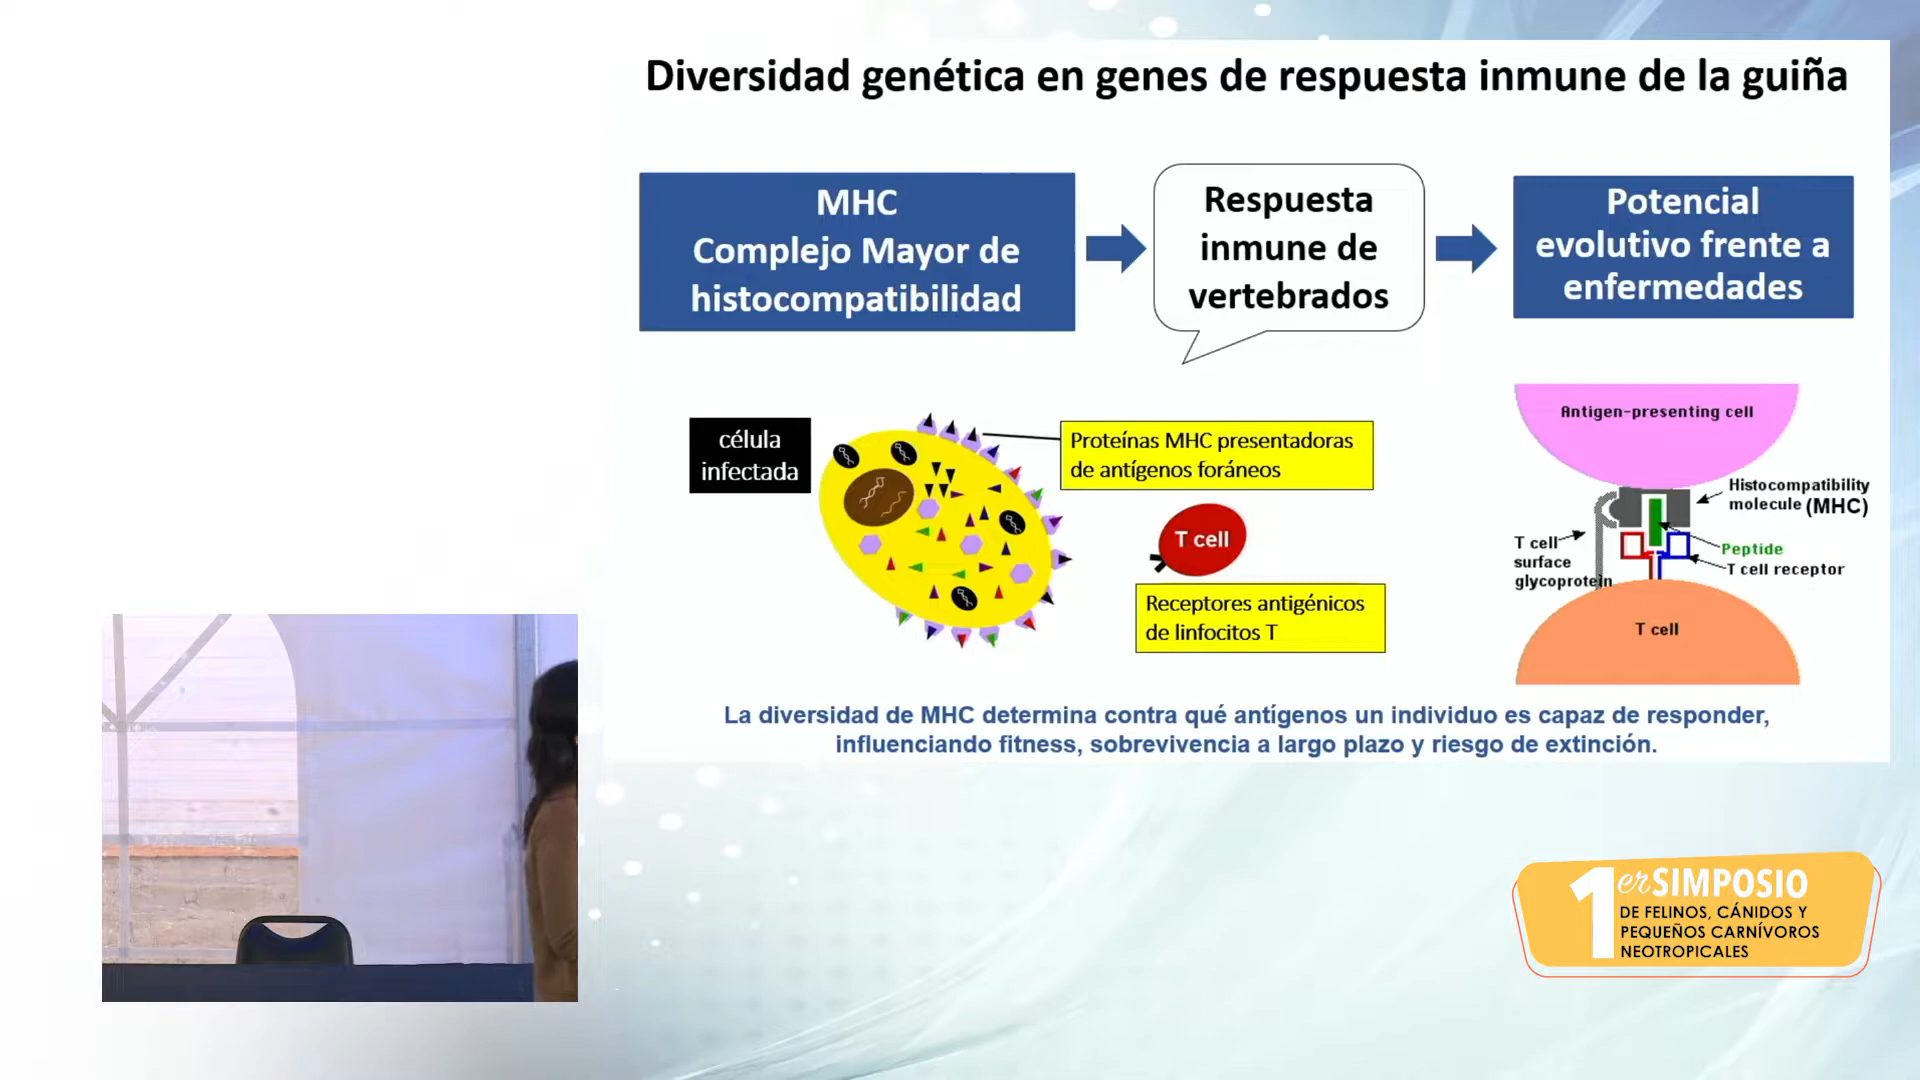 Diversidad genética en genes de respuesta inmune de la guiña
MHC
Complejo Mayor de
histocompatibilidad
Respuesta
inmune de
vertebrados
Potencial
evolutivo frente a
enfermedades
célula
infectada
Proteínas MHC presentadoras
de antígenos foráneos
T cell
Receptores antigénicos
de linfocitos T
Antigen-presenting cell
Histocompatibility
molecule (MHC)
T cell
surface
glycoprotein
Peptide
T cell receptor
T cell
La diversidad de MHC determina contra qué antígenos un individuo es capaz de responder,
influenciando fitness, sobrevivencia a largo plazo y riesgo de extinción.
1er SIMPOSIO
DE FELINOS, CÁNIDOS Y
PEQUEÑOS CARNÍVOROS
NEOTROPICALES